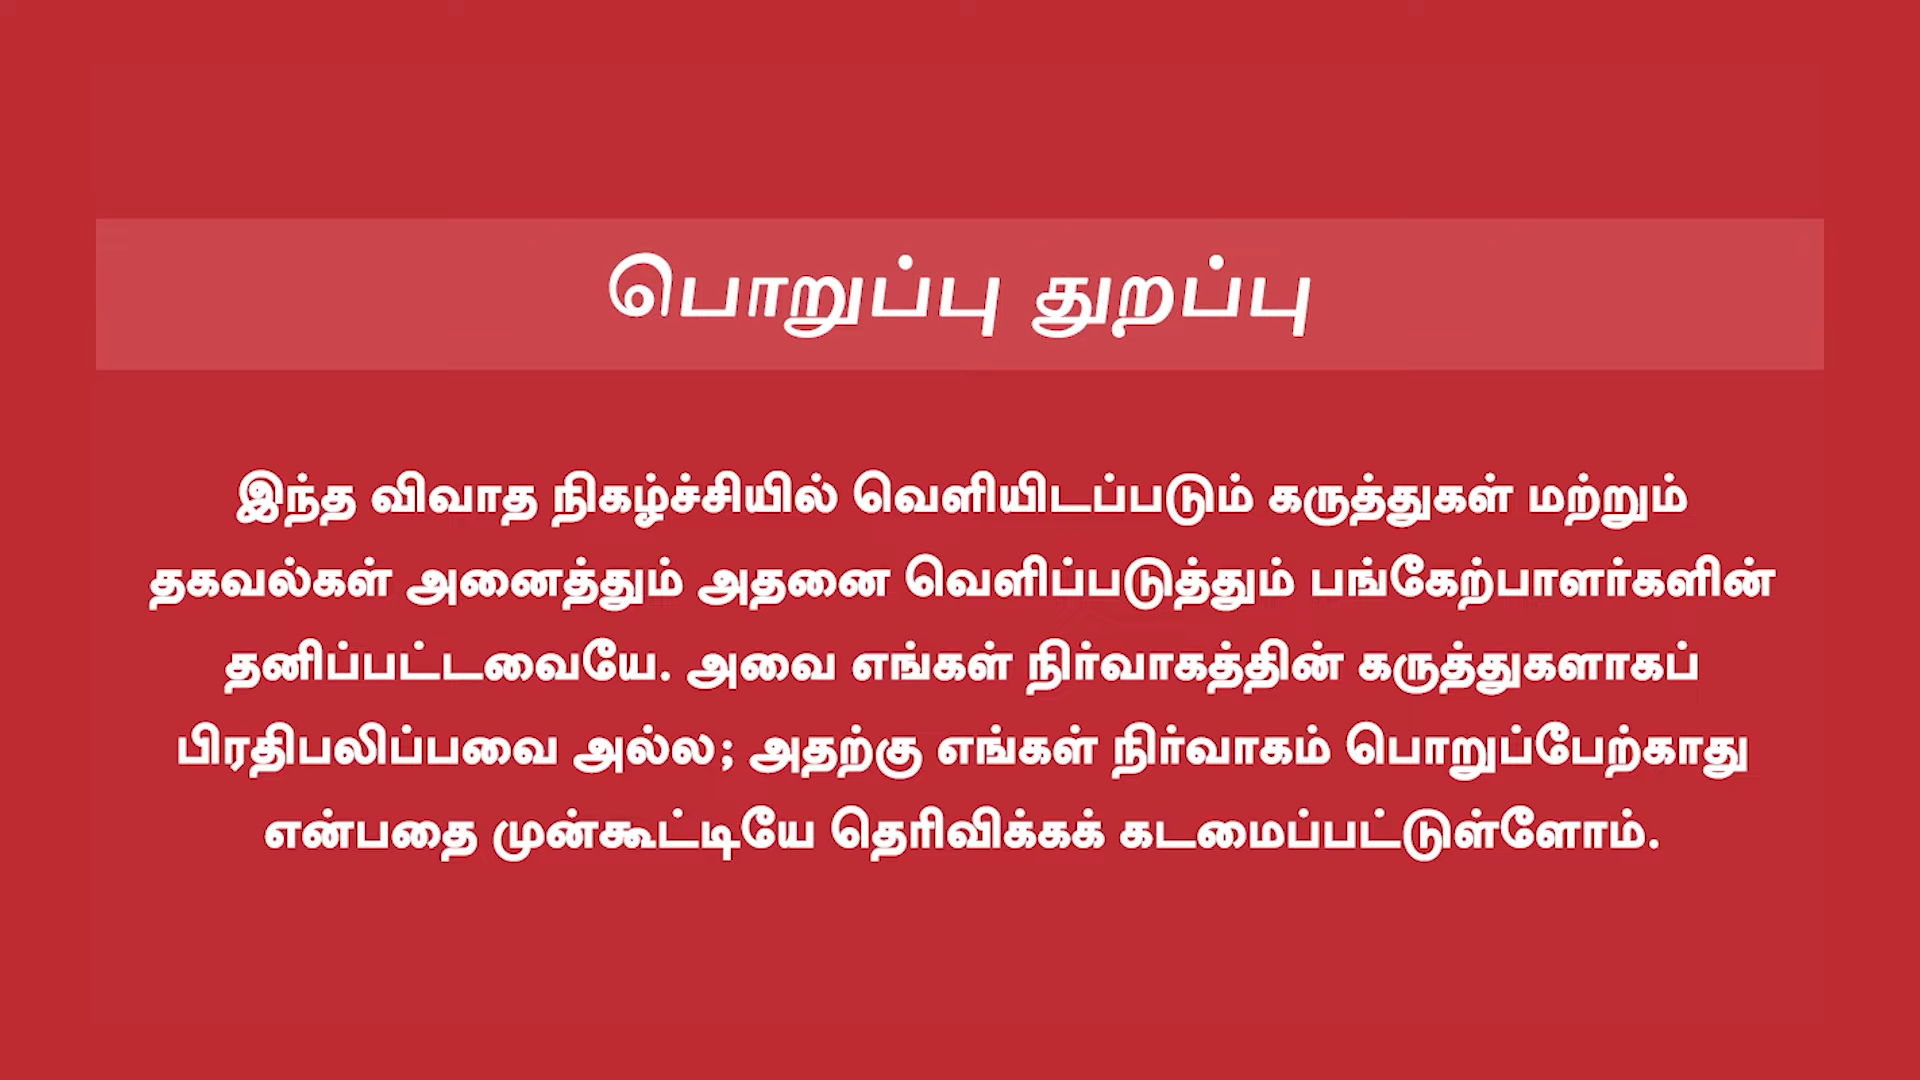 பொறுப்பு துறப்பு
இந்த விவாத நிகழ்ச்சியில் வெளியிடப்படும் கருத்துகள் மற்றும்
தகவல்கள் அனைத்தும் அதனை வெளிப்படுத்தும் பங்கேற்பாளர்களின்
தனிப்பட்டவையே. அவை எங்கள் நிர்வாகத்தின் கருத்துகளாகப்
பிரதிபலிப்பவை அல்ல; அதற்கு எங்கள் நிர்வாகம் பொறுப்பேற்காது
என்பதை முன்கூட்டியே தெரிவிக்கக் கடமைப்பட்டுள்ளோம்.